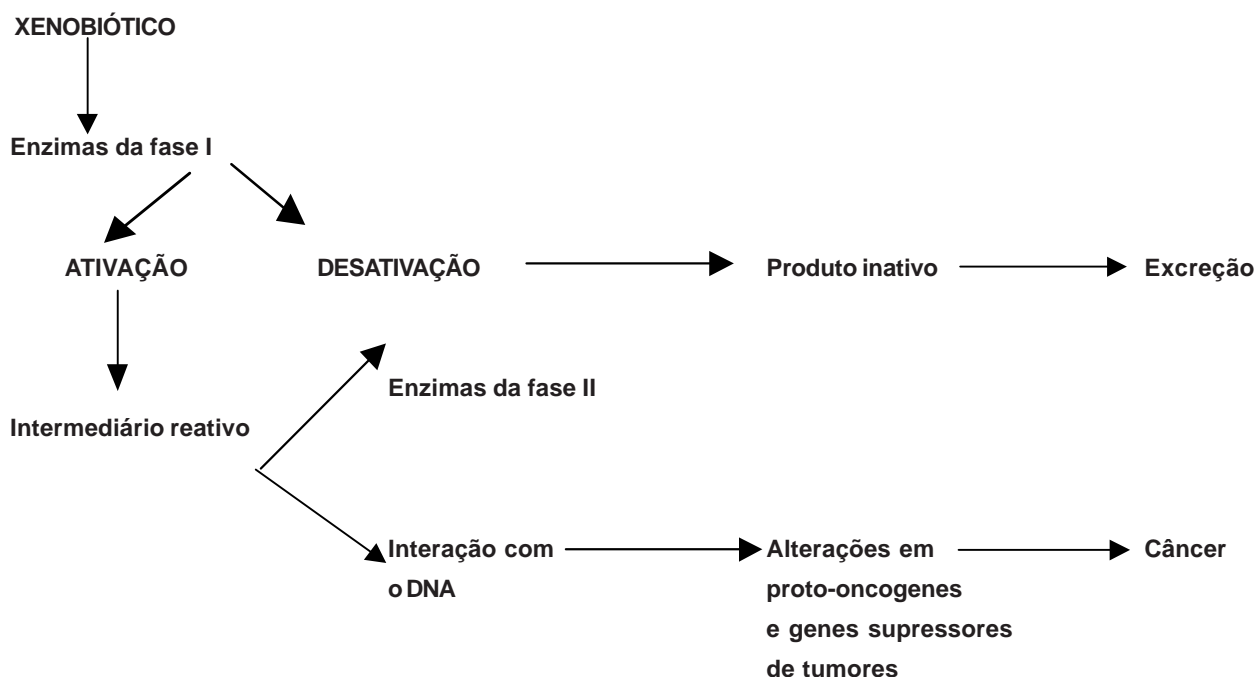 XENOBIÓTICO
Enzimas da fase I
ATIVAÇÃO
DESATIVAÇÃO
Produto inativo
Excreção
Enzimas da fase II
Intermediário reativo
Interação com
o DNA
Alterações em
proto-oncogenes
e genes supressores
de tumores
Câncer